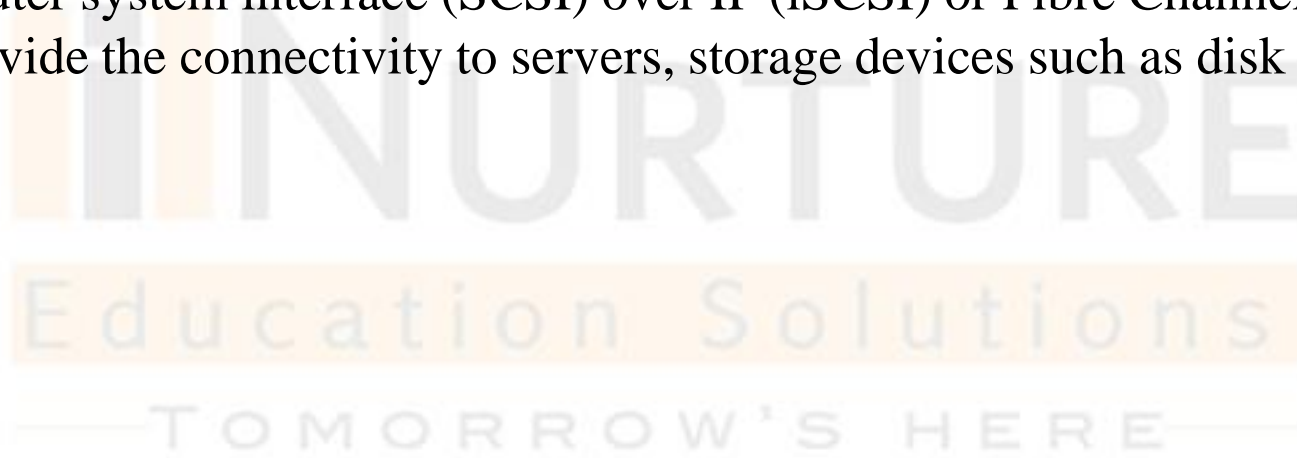 uter system interface (SCSI) over IP (iSCSI) or Fibre Channel
vide the connectivity to servers, storage devices such as disk
iNURTURE
Education Solutions
TOMORROW'S HERE